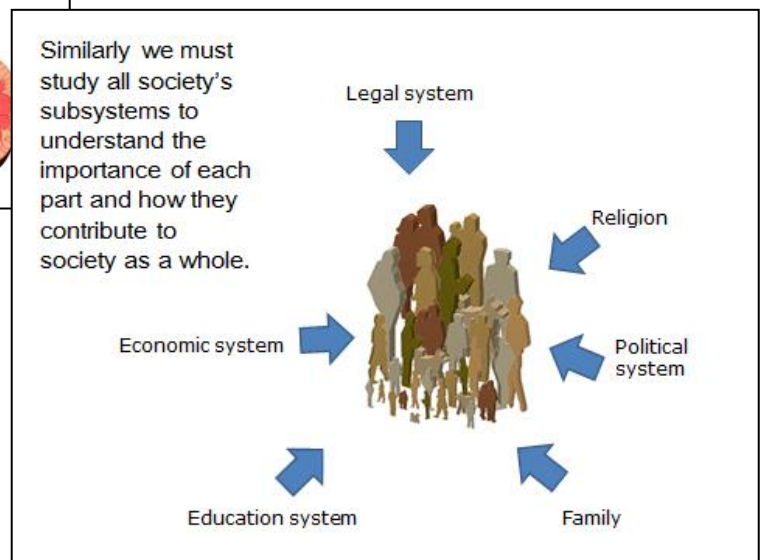 Similarly we must
study all society's
subsystems to
understand the
importance of each
part and how they
contribute to
society as a whole.
Legal system
Religion
Economic system
Political
system
Education system
Family